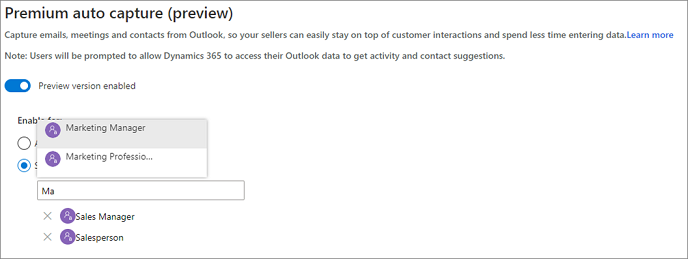 Premium auto capture (preview)
Capture emails, meetings and contacts from Outlook, so your sellers can easily stay on top of customer interactions and spend less time entering data.Learn more
Note: Users will be prompted to allow Dynamics 365 to access their Outlook data to get activity and contact suggestions.
Preview version enabled
Enable for:
Marketing Manager
Marketing Professio...
Ma
Sales Manager
Salesperson